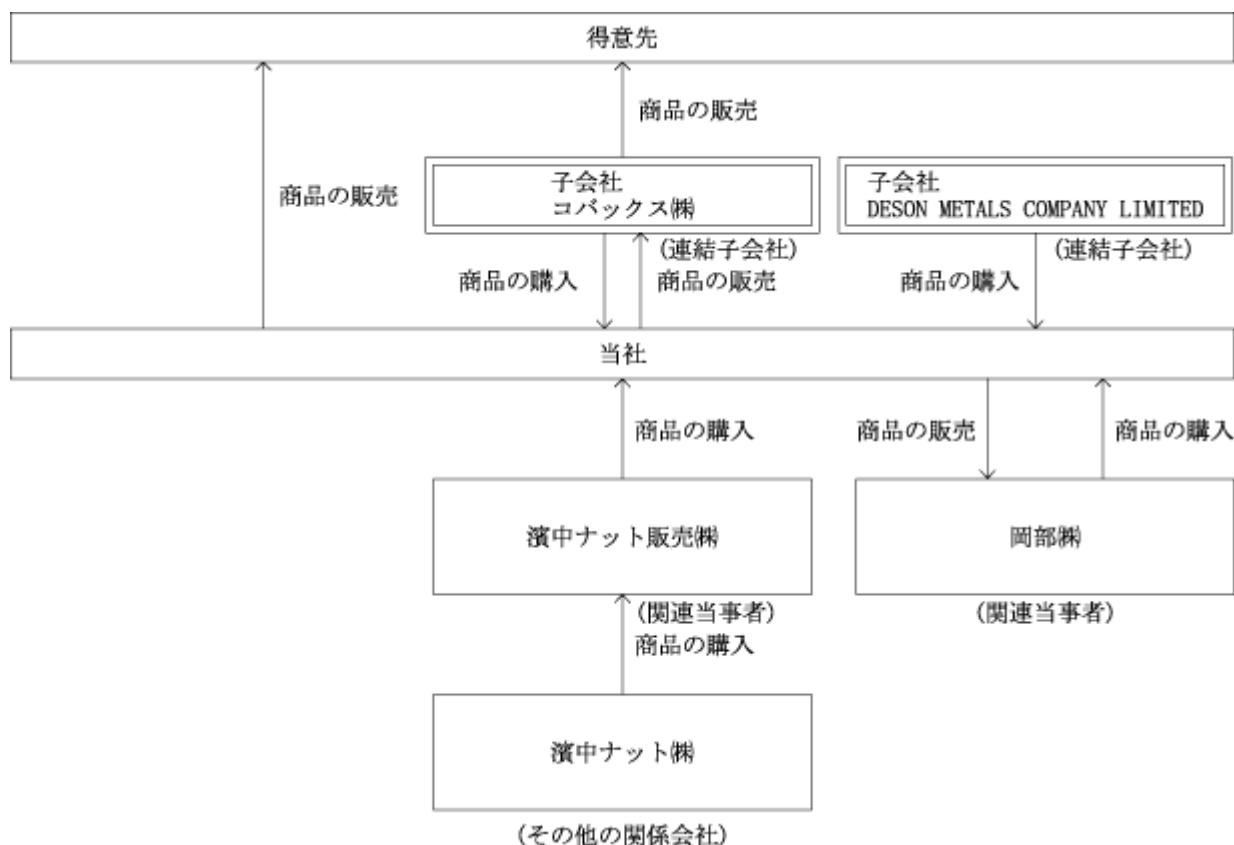 得意先
商品の販売
商品の販売
子会社
コバックス㈱
子会社
DESON METALS COMPANY LIMITED
(連結子会社)
(連結子会社)
商品の購入
商品の販売
商品の購入
当社
商品の購入
商品の販売
商品の購入
濱中ナット販売㈱
岡部㈱
(関連当事者)
(関連当事者)
商品の購入
濱中ナット㈱
(その他の関係会社)